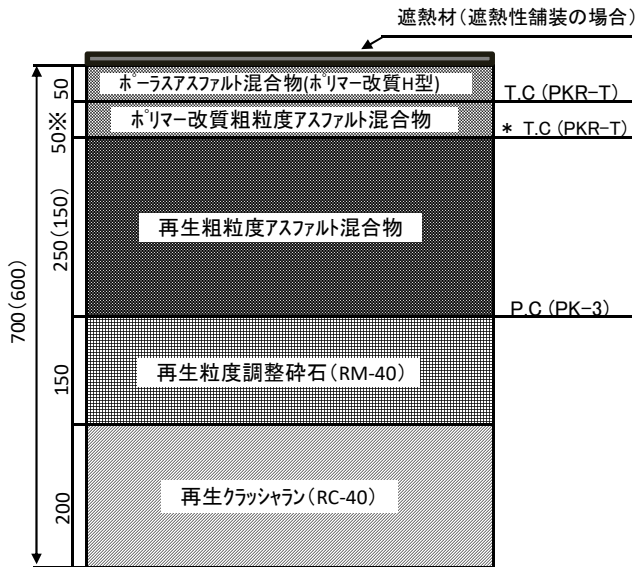 遮熱材(遮熱性舗装の場合)
50
ポーラスアスファルト混合物(ポリマー改質H型)
T.C (PKR-T)
50※
ポリマー改質粗粒度アスファルト混合物
* T.C (PKR-T)
250(150)
再生粗粒度アスファルト混合物
700(600)
P.C (PK-3)
150
再生粒度調整砕石(RM-40)
200
再生クラッシャラン(RC-40)